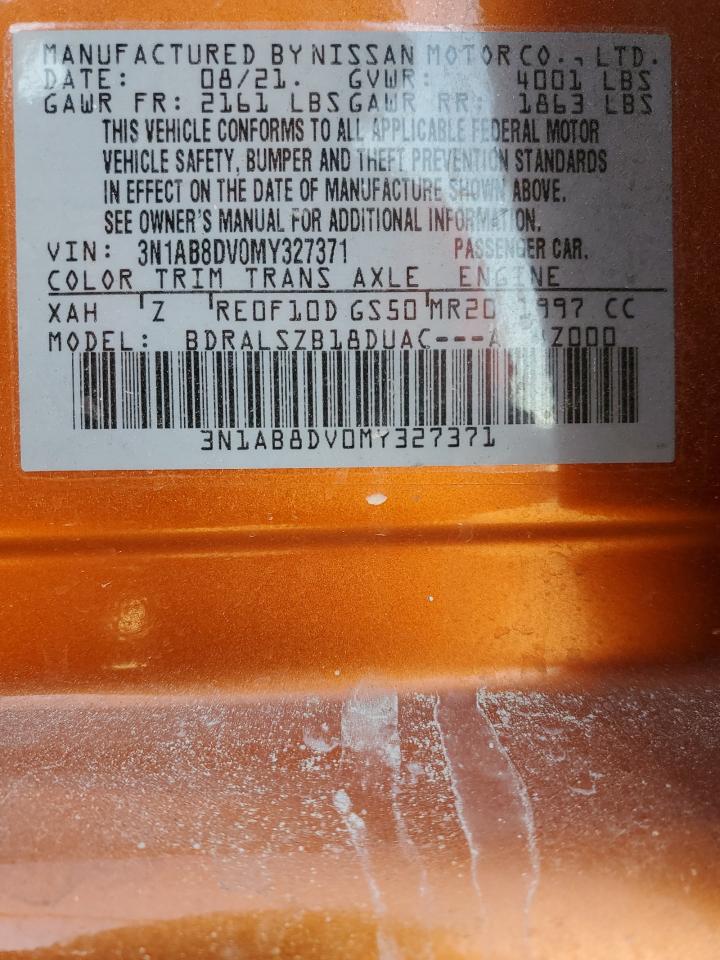 MANUFACTURED BY NISSAN MOTOR CO., LTD.
DATE: 08/21. GVWR: 4001 LBS
GAWR FR: 2161 LBS GAWR RR: 1863 LBS
THIS VEHICLE CONFORMS TO ALL APPLICABLE FEDERAL MOTOR
VEHICLE SAFETY, BUMPER AND THEFT PREVENTION STANDARDS
IN EFFECT ON THE DATE OF MANUFACTURE SHOWN ABOVE.
SEE OWNER'S MANUAL FOR ADDITIONAL INFORMATION.
VIN: 3N1AB8DV0MY327371 PASSENGER CAR.
COLOR TRIM TRANS AXLE ENGINE
XAH Z RE0F10D GS50 MR20 1997 CC
MODEL:
3N1AB8DV0MY327371